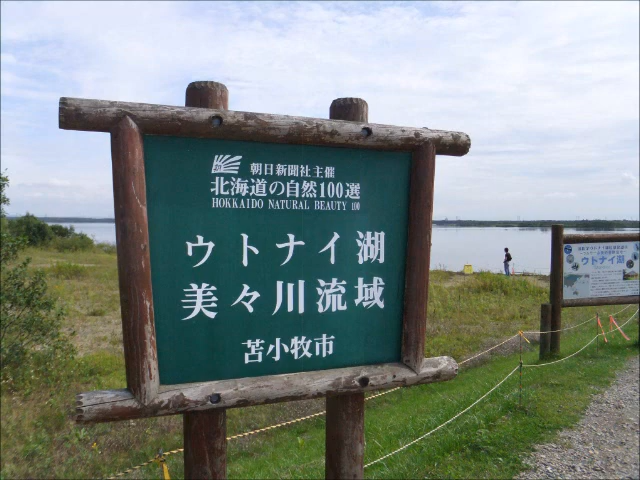 朝日新聞社主催
北海道の自然100選
HOKKAIDO NATURAL BEAUTY 100
ウトナイ湖
美々川流域
苫小牧市
ウトナイ湖